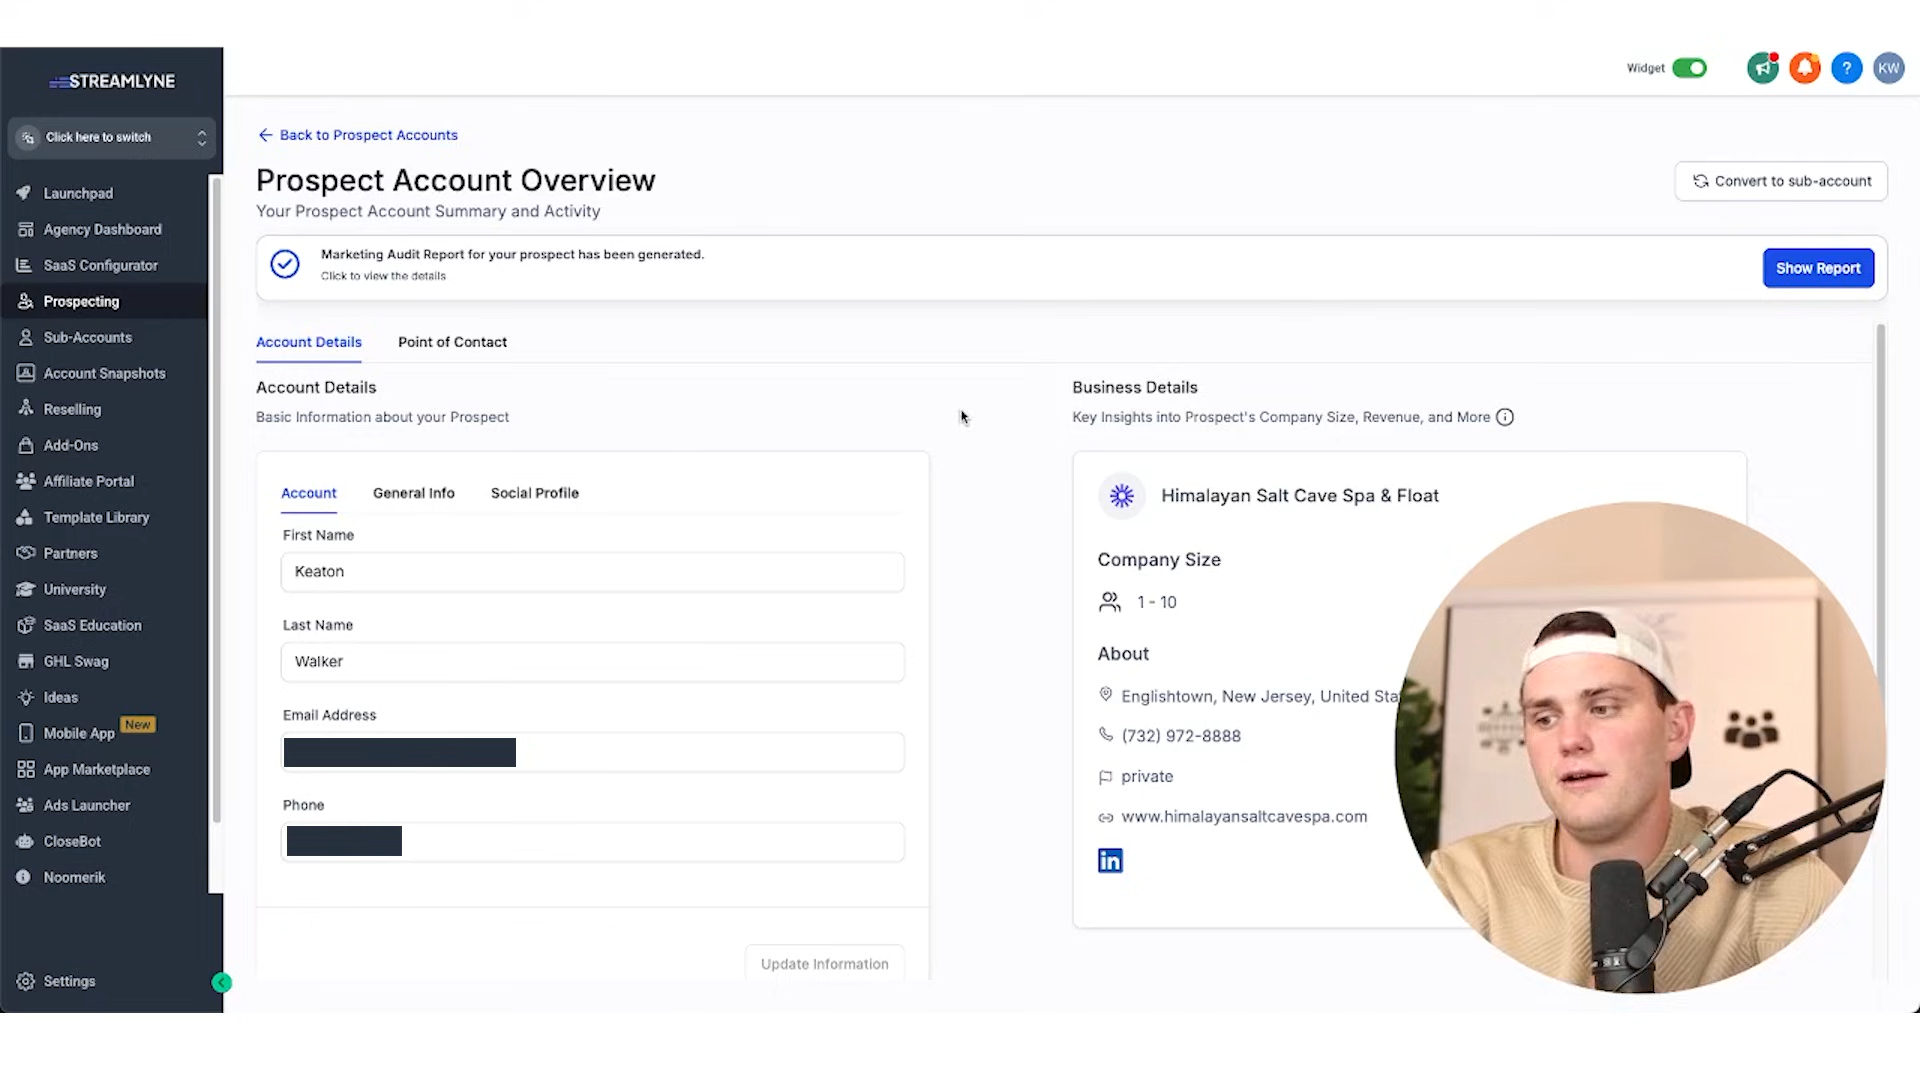 STREAMLYNE
Click here to switch
Launchpad
Agency Dashboard
SaaS Configurator
Prospecting
Sub-Accounts
Account Snapshots
Reselling
Add-Ons
Affiliate Portal
Template Library
Partners
University
SaaS Education
GHL Swag
Ideas
Mobile App New
App Marketplace
Ads Launcher
CloseBot
Noomerik
Settings
Widget
?
KW
Back to Prospect Accounts
Prospect Account Overview
Your Prospect Account Summary and Activity
Convert to sub-account
Marketing Audit Report for your prospect has been generated.
Click to view the details
Show Report
Account Details
Point of Contact
Account Details
Basic Information about your Prospect
Account
General Info
Social Profile
First Name
Keaton
Last Name
Walker
Email Address
Phone
Update Information
Business Details
Key Insights into Prospect's Company Size, Revenue, and More
Himalayan Salt Cave Spa & Float
Company Size
1 - 10
About
Englishtown, New Jersey, United Sta
(732) 972-8888
private
www.himalayansaltcavespa.com
in